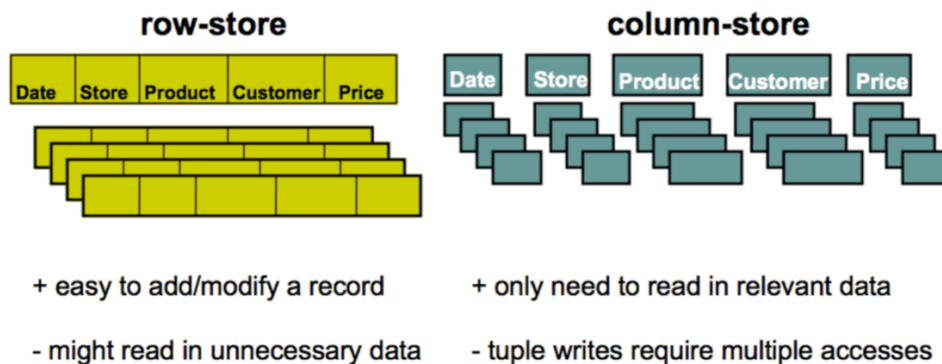 row-store
Date Store Product Customer Price
+ easy to add/modify a record
- might read in unnecessary data
column-store
Date Store Product Customer Price
+ only need to read in relevant data
- tuple writes require multiple accesses